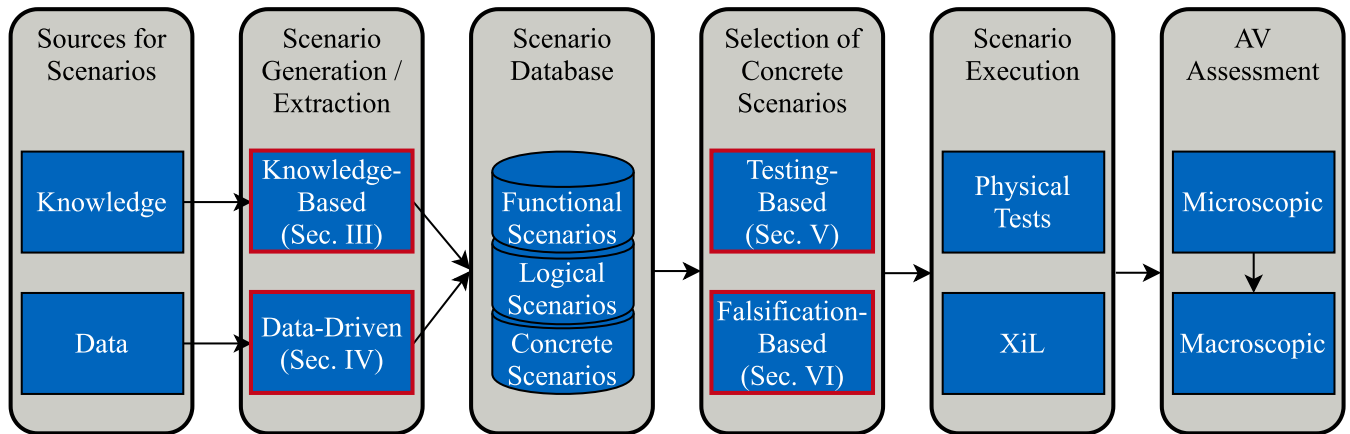 Sources for
Scenarios
Knowledge
Data
Scenario
Generation /
Extraction
Knowledge-
Based
(Sec. III)
Data-Driven
(Sec. IV)
Scenario
Database
Functional
Scenarios
Logical
Scenarios
Concrete
Scenarios
Selection of
Concrete
Scenarios
Testing-
Based
(Sec. V)
Falsification-
Based
(Sec. VI)
Scenario
Execution
Physical
Tests
XiL
AV
Assessment
Microscopic
Macroscopic